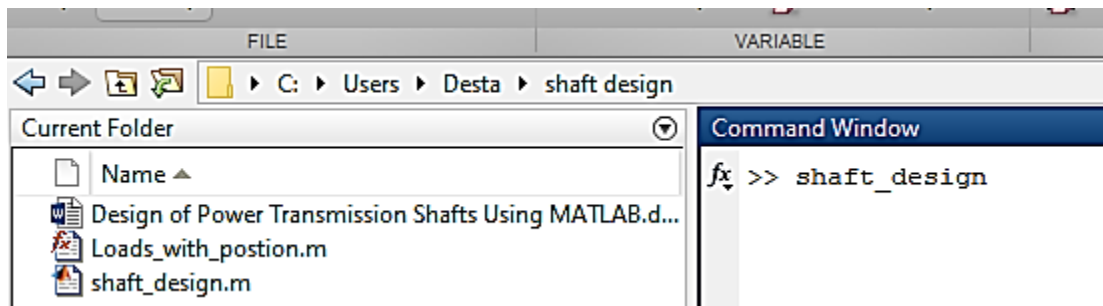 FILE
VARIABLE
C: Users Desta shaft design
Current Folder
Command Window
Name
fx >> shaft_design
Design of Power Transmission Shafts Using MATLAB.d...
Loads_with_postion.m
shaft_design.m